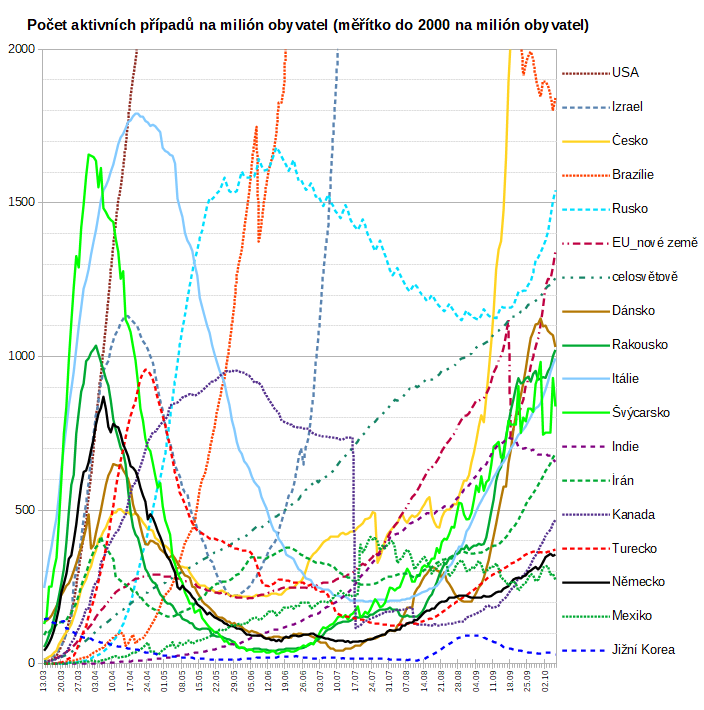 Počet aktivních případů na milión obyvatel (měřítko do 2000 na milión obyvatel)
2000
1500
1000
500
0
13.03
20.03
27.03
03.04
10.04
17.04
24.04
01.05
08.05
15.05
22.05
29.05
05.06
12.06
19.06
26.06
03.07
10.07
17.07
24.07
31.07
07.08
14.08
21.08
28.08
04.09
11.09
18.09
25.09
02.10
USA
Izrael
Česko
Brazílie
Rusko
EU_nové země
celosvětově
Dánsko
Rakousko
Itálie
Švýcarsko
Indie
Írán
Kanada
Turecko
Německo
Mexiko
Jižní Korea